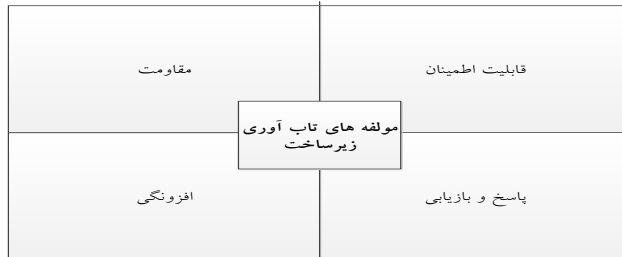 قابلیت اطمینان
مقاومت
مولفه های تاب آوری
زیرساخت
پاسخ و بازیابی
افزونگی